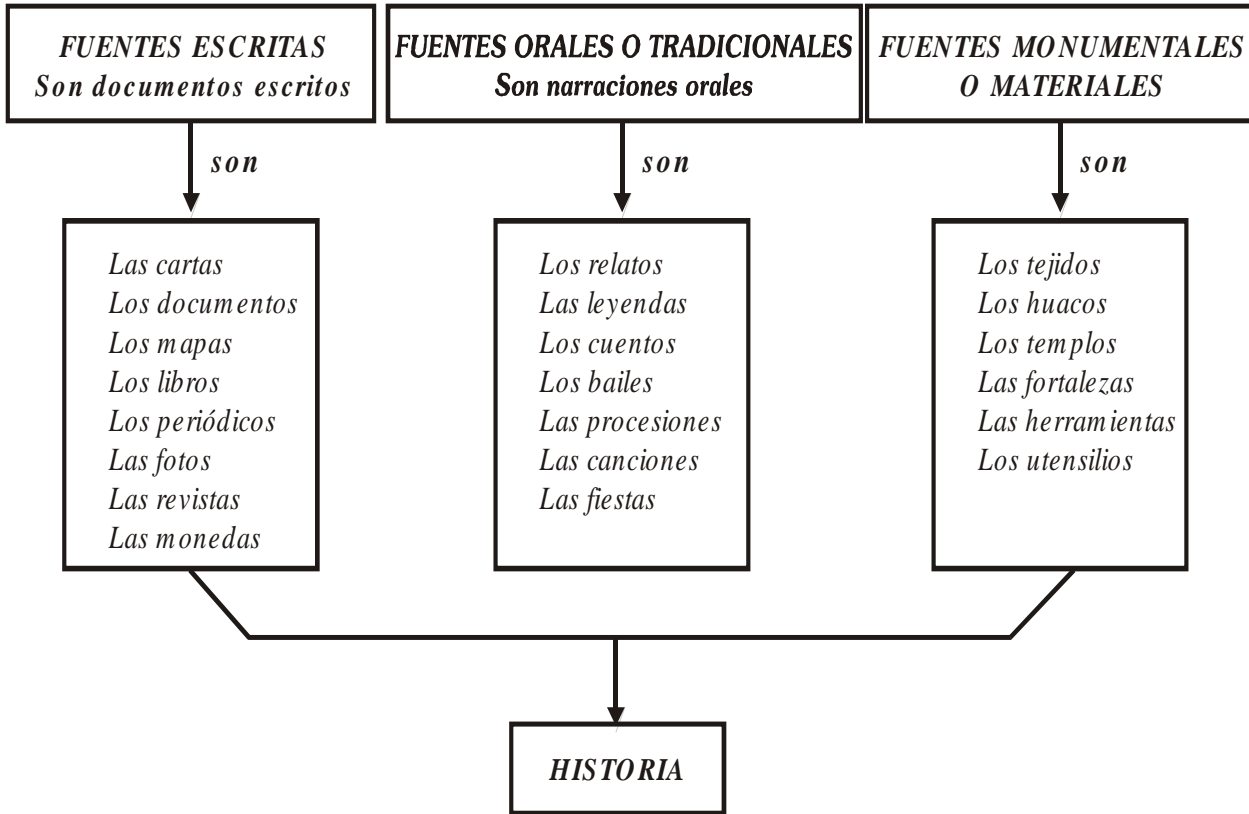 FUENTES ESCRITAS
Son documentos escritos
son
Las cartas
Los documentos
Los mapas
Los libros
Los periódicos
Las fotos
Las revistas
Las monedas
FUENTES ORALES O TRADICIONALES
Son narraciones orales
son
Los relatos
Las leyendas
Los cuentos
Los bailes
Las procesiones
Las canciones
Las fiestas
FUENTES MONUMENTALES
O MATERIALES
son
Los tejidos
Los huacos
Los templos
Las fortalezas
Las herramientas
Los utensilios
HISTORIA